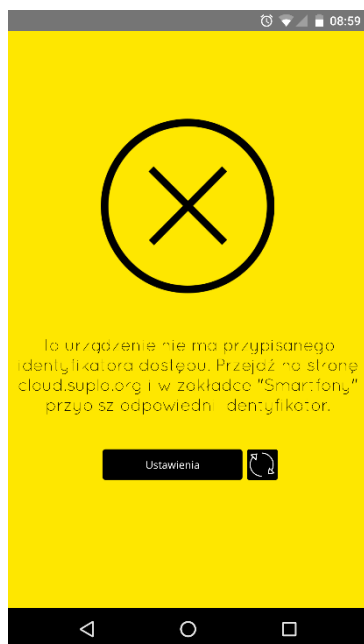 08:59
To urządzenie nie ma przypisanego
identyfikatora dostępu. Przejdź na stronę
cloud.supla.org i w zakładce "Smartfony"
przypisz odpowiedni identyfikator.
Ustawienia